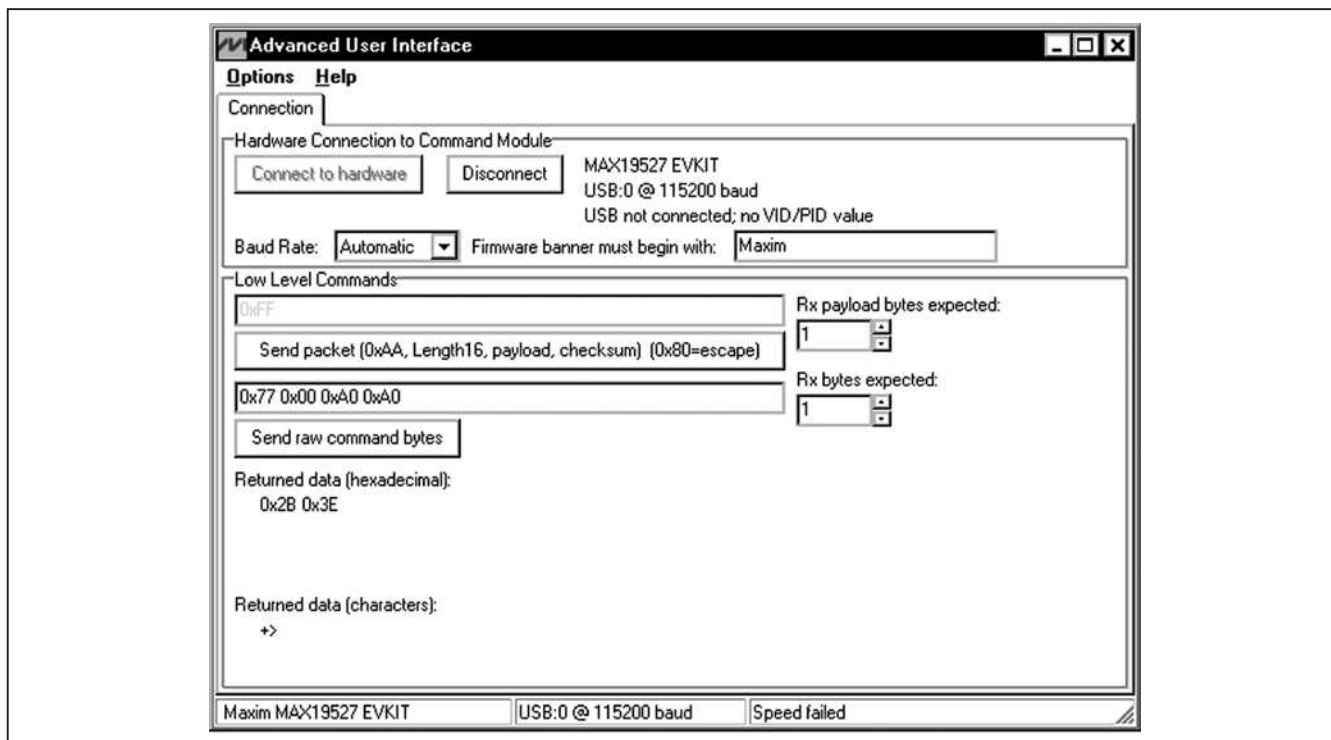 Advanced User Interface
Options Help
Connection
Hardware Connection to Command Module
Connect to hardware Disconnect MAX19527 EVKIT
USB:0 @ 115200 baud
USB not connected; no VID/PID value
Baud Rate: Automatic Firmware banner must begin with: Maxim
Low Level Commands
0xFF Rx payload bytes expected:
1
Send packet (0xAA, Length16, payload, checksum) (0x80=escape)
Rx bytes expected:
0x77 0x00 0xA0 0xA0 1
Send raw command bytes
Returned data (hexadecimal):
0x2B 0x3E
Returned data (characters):
+>
Maxim MAX19527 EVKIT USB:0 @ 115200 baud Speed failed